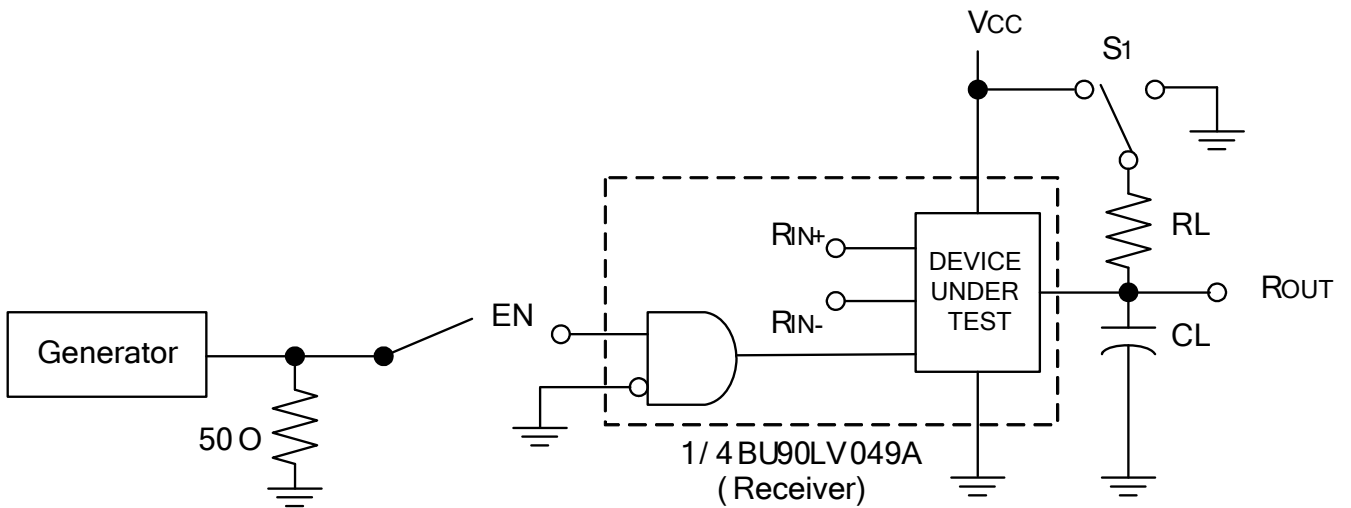 VCC
S1
RIN+
RL
DEVICE
UNDER
TEST
ROUT
EN
RIN-
CL
Generator
50 O
1/4 BU90LV049A
(Receiver)